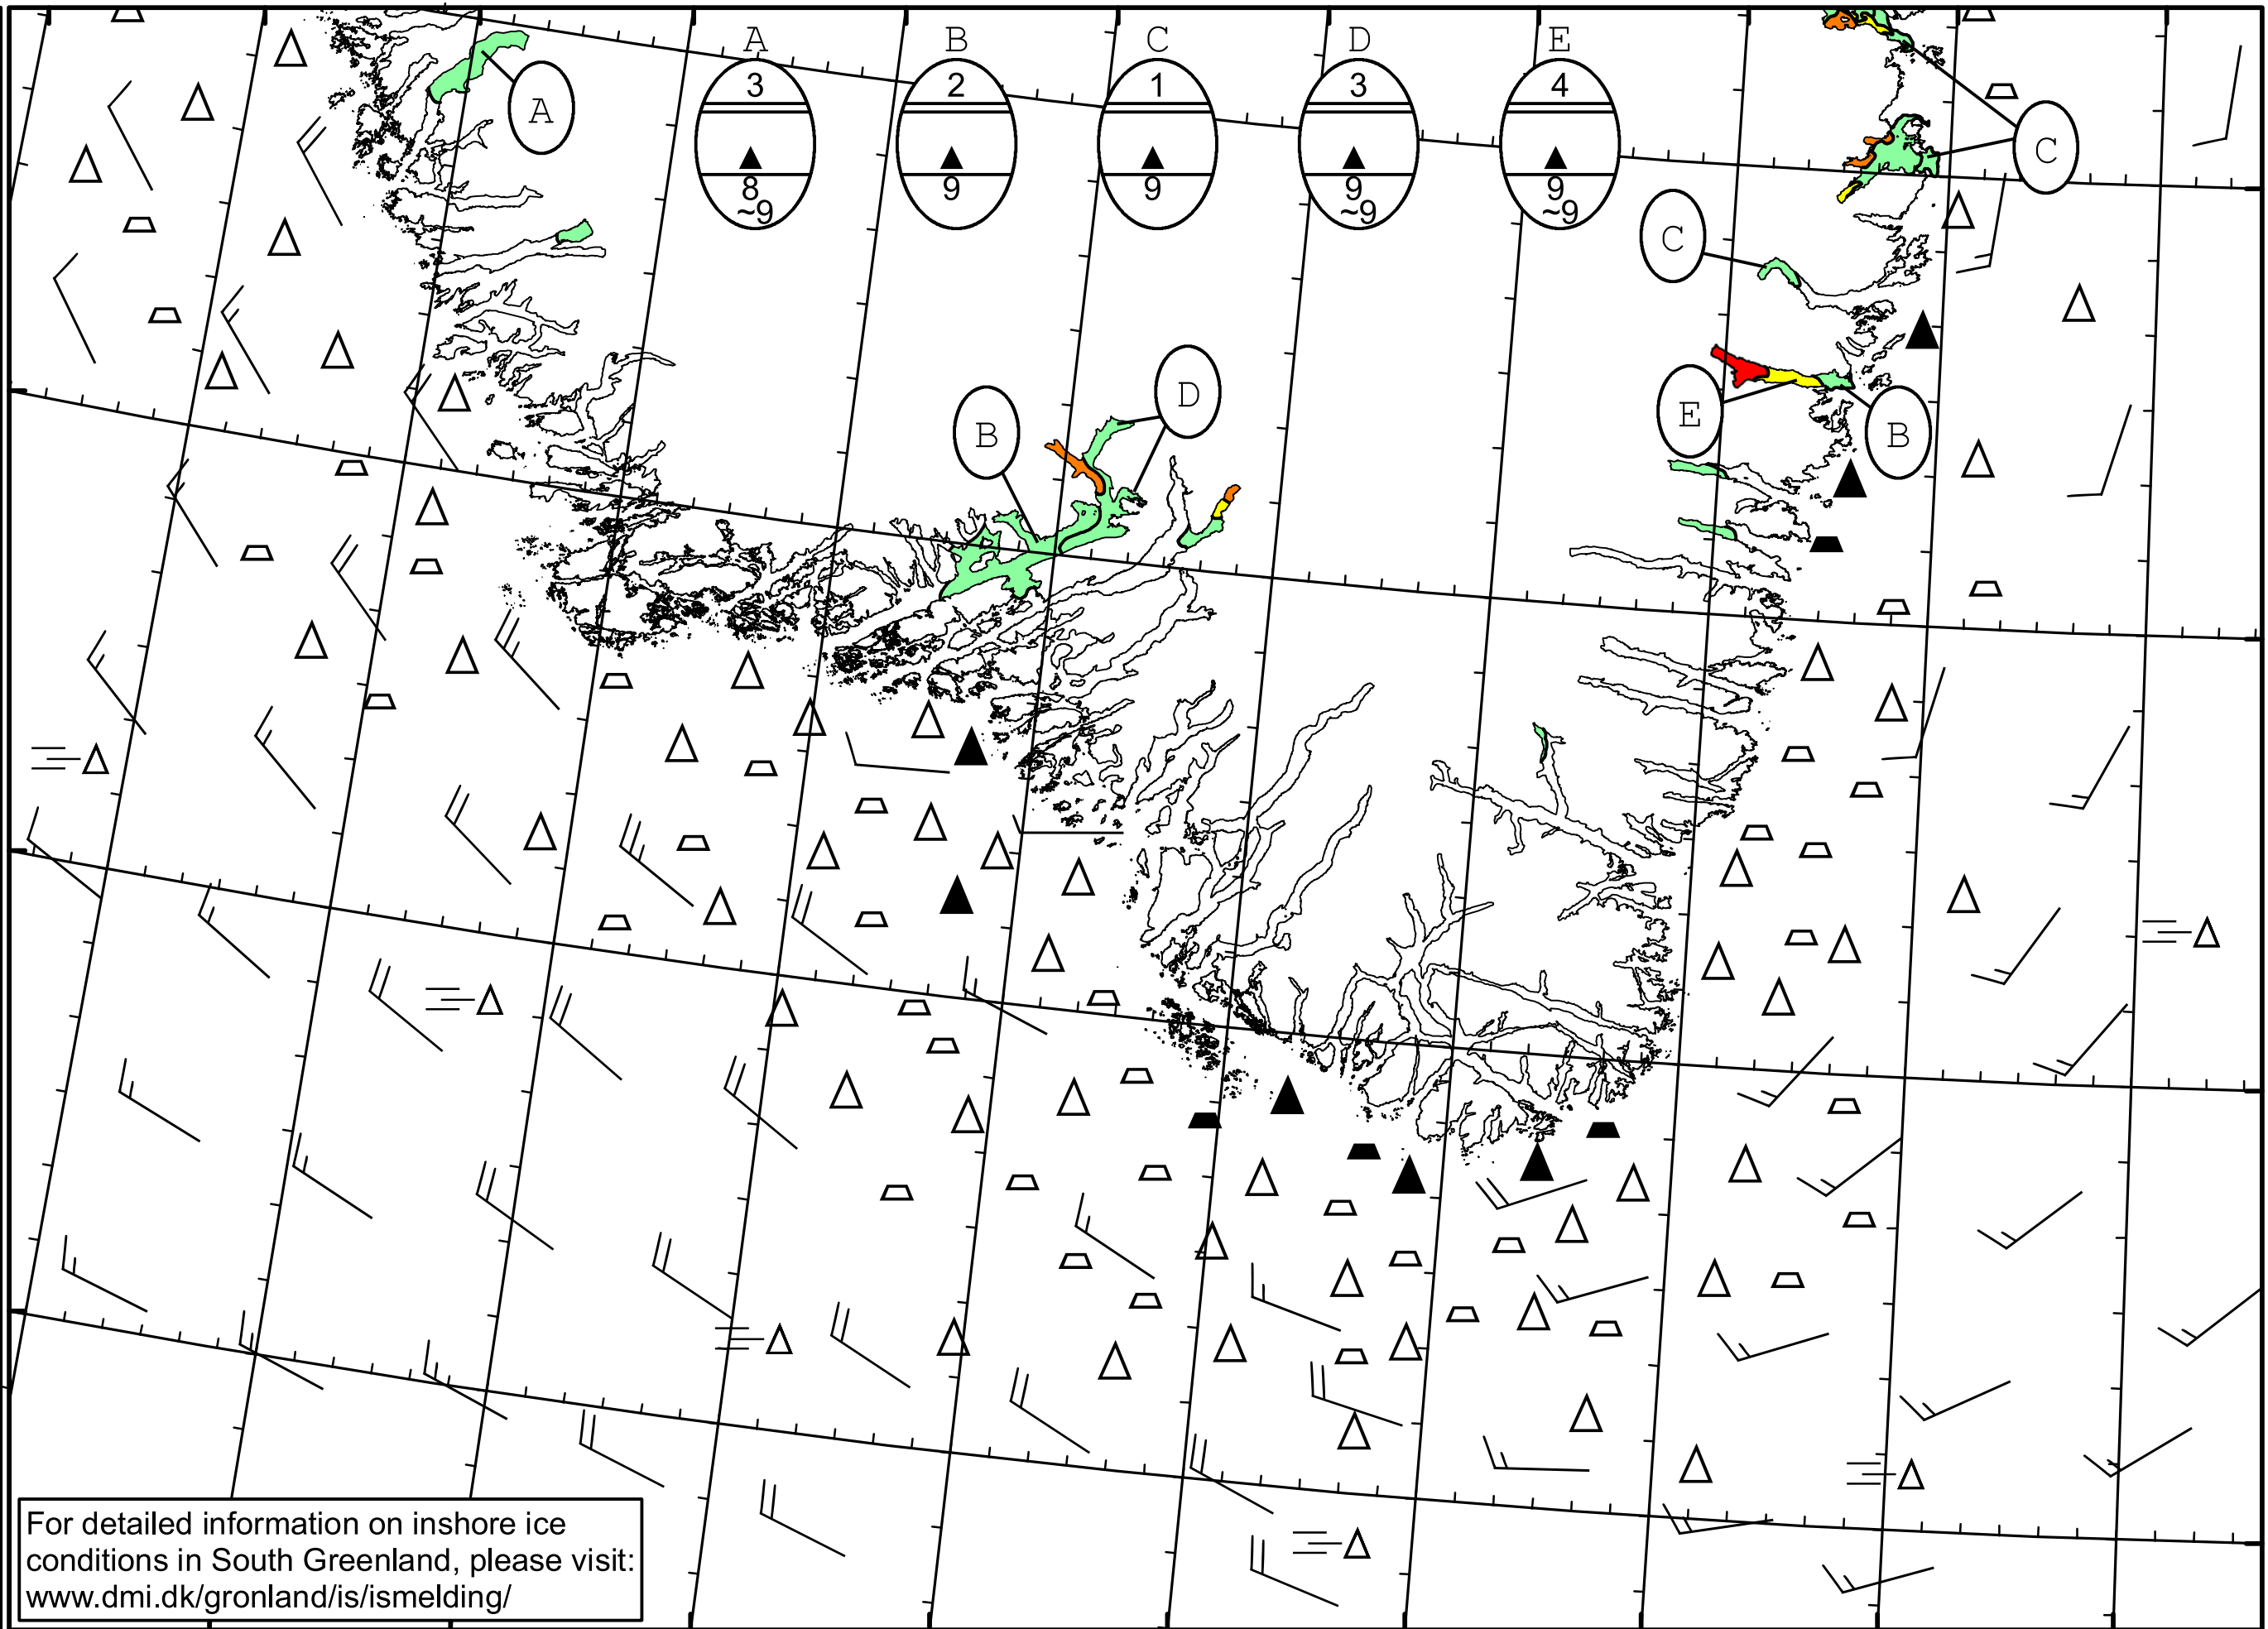 A B C D E
3 2 1 3 4
8 9 9 9 9
~9 ~9 ~9
A
C
C
D
B
E
B
For detailed information on inshore ice
conditions in South Greenland, please visit:
www.dmi.dk/gronland/is/ismelding/